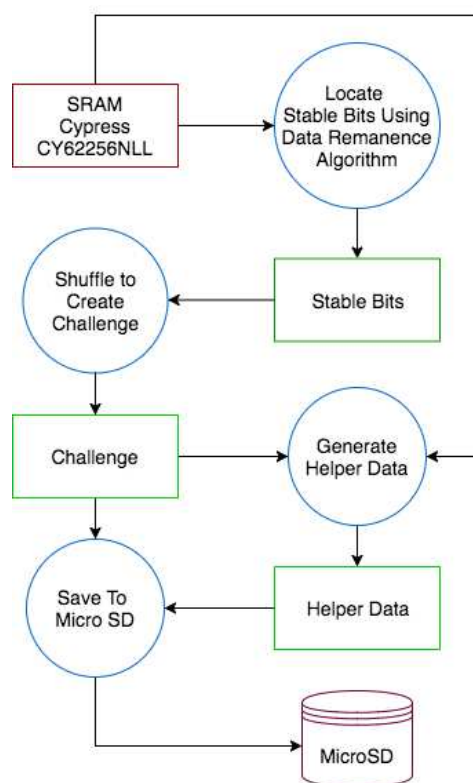 SRAM
Cypress
CY62256NLL
Locate
Stable Bits Using
Data Remanence
Algorithm
Shuffle to
Create
Challenge
Stable Bits
Challenge
Generate
Helper Data
Save To
Micro SD
Helper Data
MicroSD